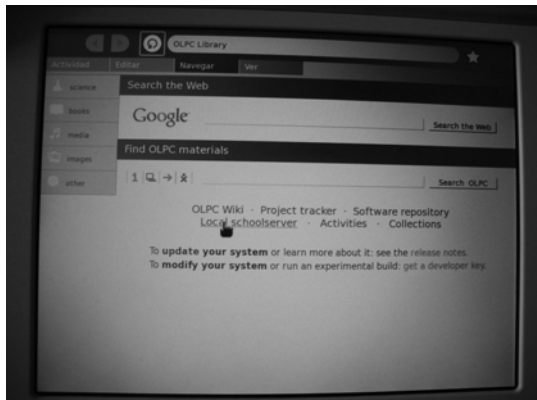 OLPC Library
Actividad Editar Navegar Ver
science
books
media
images
other
Search the Web
Google Search the Web
Find OLPC materials
1 Search OLPC
OLPC Wiki · Project tracker · Software repository
Local schoolserver · Activities · Collections
To update your system or learn more about it: see the release notes.
To modify your system or run an experimental build: get a developer key.